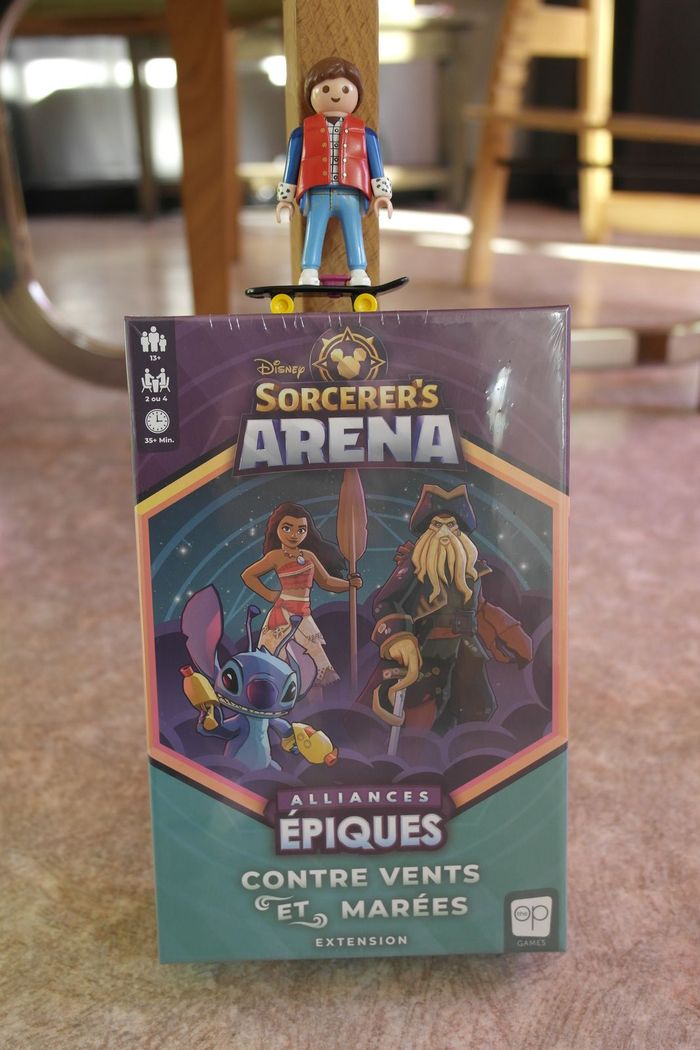 13+
2 ou 4
35+ Min.
Disney
SORCERER'S
ARENA
ALLIANCES
ÉPIQUES
CONTRE VENTS
ET MARÉES
EXTENSION
the op
GAMES